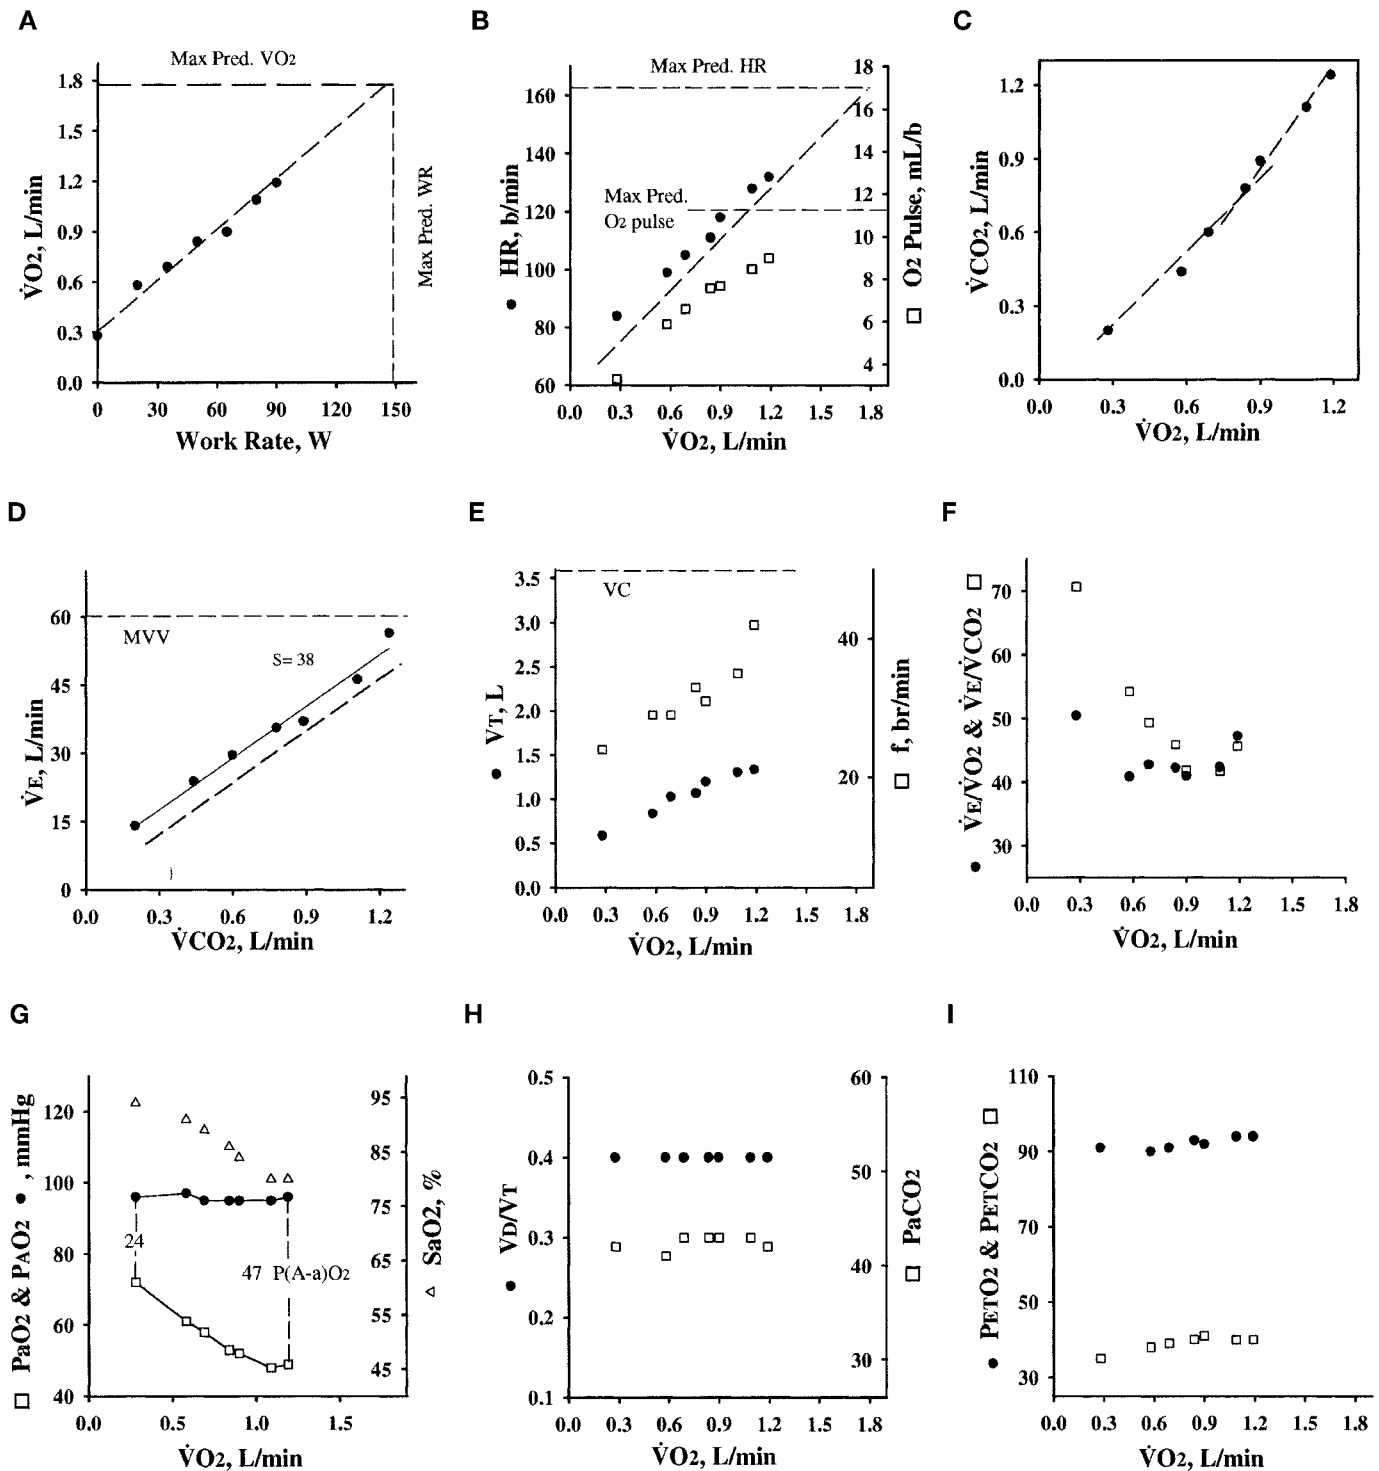 A
Max Pred. V̇O2
1.8
1.5
1.2
0.9
0.6
0.3
0.0
V̇O2, L/min
Max Pred. WR
0 30 60 90 120 150
Work Rate, W
B
Max Pred. HR
160
140
120
100
80
60
● HR, b/min
Max Pred.
O2 pulse
18
16
14
12
10
8
6
4
□ O2 Pulse, mL/b
0.0 0.3 0.6 0.9 1.2 1.5 1.8
V̇O2, L/min
C
1.2
0.9
0.6
0.3
0.0
V̇CO2, L/min
0.0 0.3 0.6 0.9 1.2
V̇O2, L/min
D
60
45
30
15
0
V̇E, L/min
MVV
S= 38
0.0 0.3 0.6 0.9 1.2
V̇CO2, L/min
E
3.5
3.0
2.5
2.0
1.5
1.0
0.5
0.0
● VT, L
VC
40
20
□ f, br/min
0.0 0.3 0.6 0.9 1.2 1.5 1.8
V̇O2, L/min
F
70
60
50
40
30
● V̇E/V̇O2 & V̇E/V̇CO2 □
0.0 0.3 0.6 0.9 1.2 1.5 1.8
V̇O2, L/min
G
120
100
80
60
40
□ PaO2 & PAO2 ● , mmHg
24
47 P(A-a)O2
95
85
75
65
55
45
△ SaO2, %
0.0 0.5 1.0 1.5
V̇O2, L/min
H
0.5
0.4
0.3
0.2
0.1
● VD/VT
60
50
40
30
□ PaCO2
0.0 0.3 0.6 0.9 1.2 1.5 1.8
V̇O2, L/min
I
110
90
70
50
30
● PETO2 & PETCO2 □
0.0 0.3 0.6 0.9 1.2 1.5 1.8
V̇O2, L/min